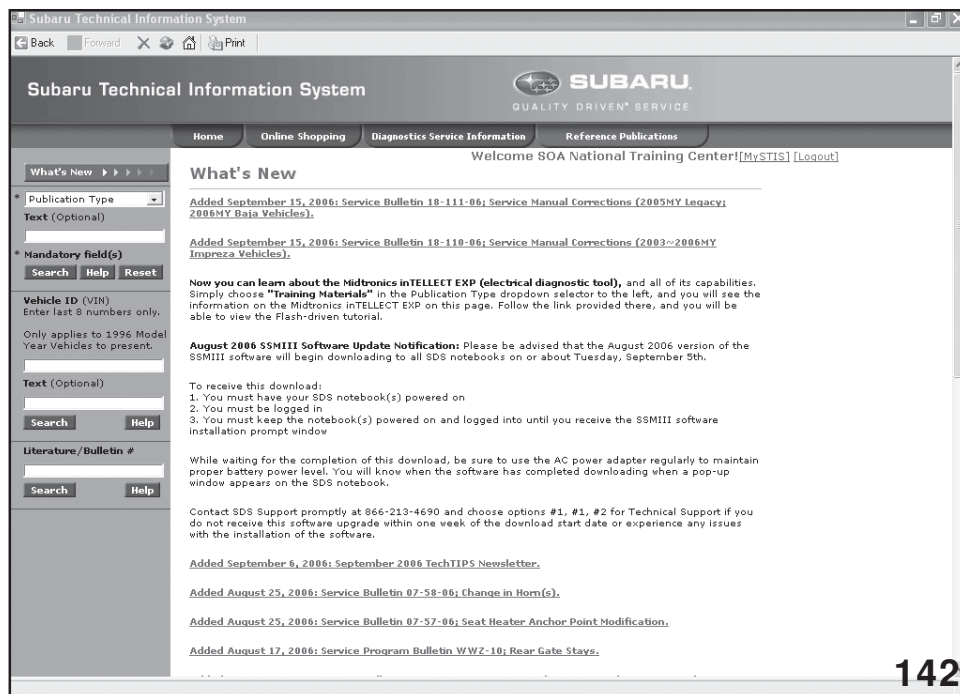 Subaru Technical Information System
Back Forward Print
Subaru Technical Information System
SUBARU.
QUALITY DRIVEN® SERVICE
Home Online Shopping Diagnostics Service Information Reference Publications
Welcome SOA National Training Center![MySTIS] [Logout]
What's New
* Publication Type
Text (Optional)
* Mandatory field(s)
Search Help Reset
Vehicle ID (VIN)
Enter last 8 numbers only.
Only applies to 1996 Model
Year Vehicles to present.
Text (Optional)
Search Help
Literature/Bulletin #
Search Help
What's New
Added September 15, 2006: Service Bulletin 18-111-06; Service Manual Corrections (2005MY Legacy;
2006MY Baja Vehicles).
Added September 15, 2006: Service Bulletin 18-110-06; Service Manual Corrections (2003~2006MY
Impreza Vehicles).
Now you can learn about the Midtronics inTELLECT EXP (electrical diagnostic tool), and all of its capabilities.
Simply choose "Training Materials" in the Publication Type dropdown selector to the left, and you will see the
information on the Midtronics inTELLECT EXP on this page. Follow the link provided there, and you will be
able to view the Flash-driven tutorial.
August 2006 SSMIII Software Update Notification: Please be advised that the August 2006 version of the
SSMIII software will begin downloading to all SDS notebooks on or about Tuesday, September 5th.
To receive this download:
1. You must have your SDS notebook(s) powered on
2. You must be logged in
3. You must keep the notebook(s) powered on and logged into until you receive the SSMIII software
installation prompt window
While waiting for the completion of this download, be sure to use the AC power adapter regularly to maintain
proper battery power level. You will know when the software has completed downloading when a pop-up
window appears on the SDS notebook.
Contact SDS Support promptly at 866-213-4690 and choose options #1, #1, #2 for Technical Support if you
do not receive this software upgrade within one week of the download start date or experience any issues
with the installation of the software.
Added September 6, 2006: September 2006 TechTIPS Newsletter.
Added August 25, 2006: Service Bulletin 07-58-06; Change in Horn(s).
Added August 25, 2006: Service Bulletin 07-57-06; Seat Heater Anchor Point Modification.
Added August 17, 2006: Service Program Bulletin WWZ-10; Rear Gate Stays.
142